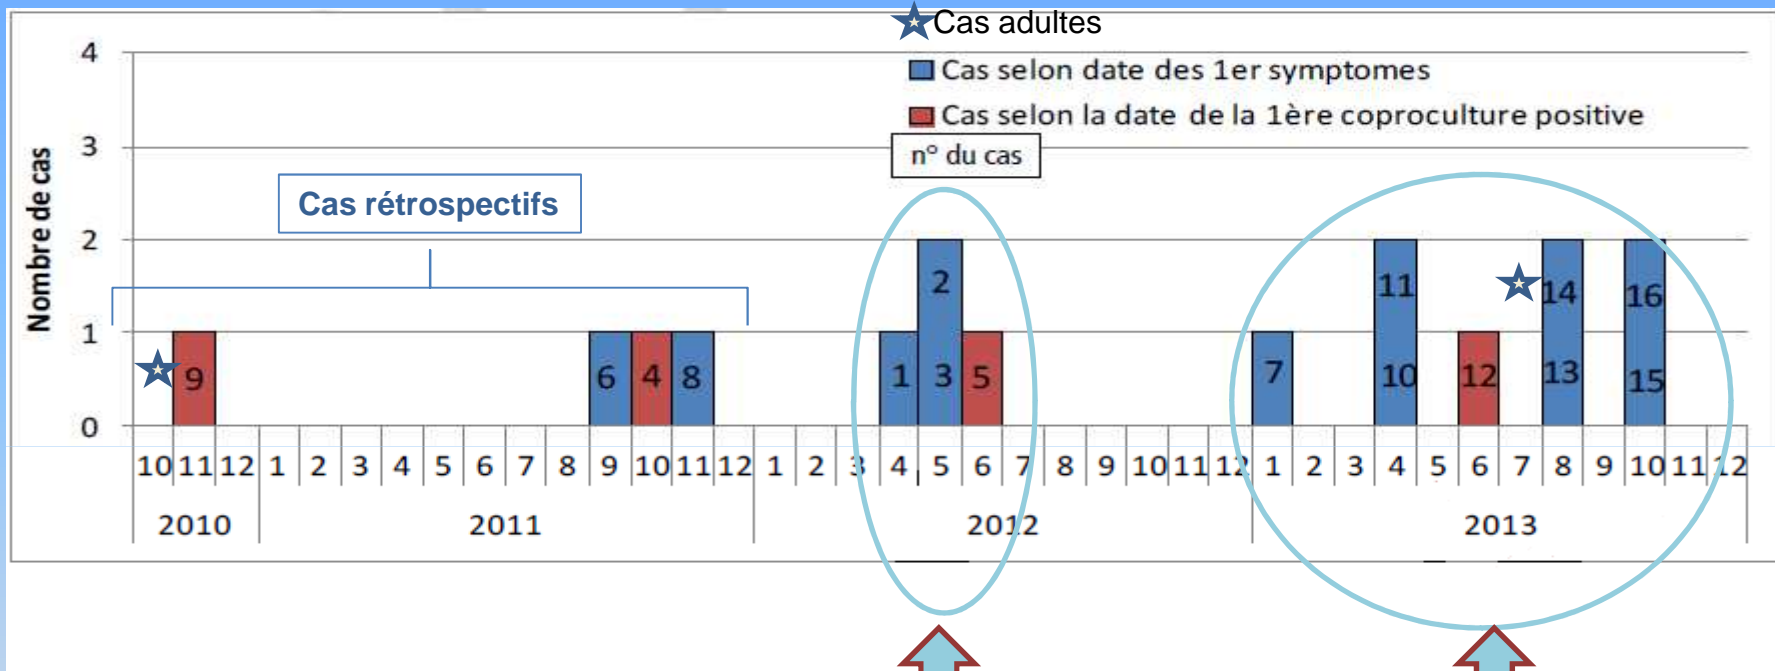 Cas adultes
Cas selon date des 1er symptomes
Cas selon la date de la 1ère coproculture positive
n° du cas
Cas rétrospectifs
Nombre de cas
4
3
2
1
0
9
6 4 8
1 2 3 5
7 11 10 12 14 13 16 15
10 11 12 1 2 3 4 5 6 7 8 9 10 11 12 1 2 3 4 5 6 7 8 9 10 11 12 1 2 3 4 5 6 7 8 9 10 11 12
2010 2011 2012 2013